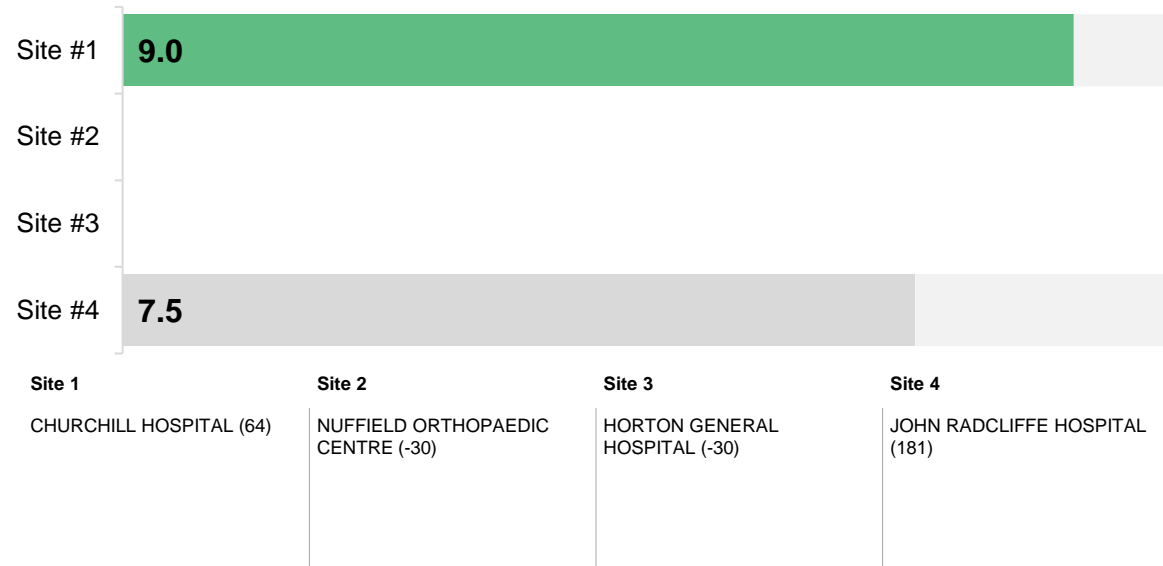 Site #1
9.0
Site #2
Site #3
Site #4
7.5
Site 1
CHURCHILL HOSPITAL (64)
Site 2
NUFFIELD ORTHOPAEDIC
CENTRE (-30)
Site 3
HORTON GENERAL
HOSPITAL (-30)
Site 4
JOHN RADCLIFFE HOSPITAL
(181)